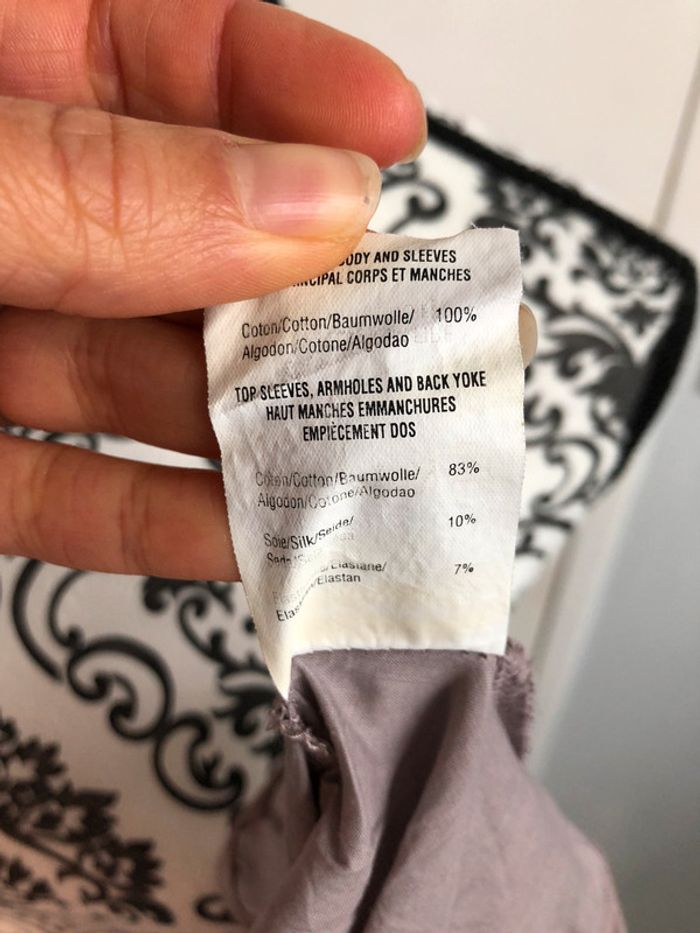 BODY AND SLEEVES
CORPS ET MANCHES
Coton/Cotton/Baumwolle/ 100%
Algodon/Cotone/Algodao
TOP SLEEVES, ARMHOLES AND BACK YOKE
HAUT MANCHES EMMANCHURES
EMPIÈCEMENT DOS
Coton/Cotton/Baumwolle/ 83%
Algodon/Cotone/Algodao
Soie/Silk/Seide/ 10%
Elastane/ 7%
/Elastan